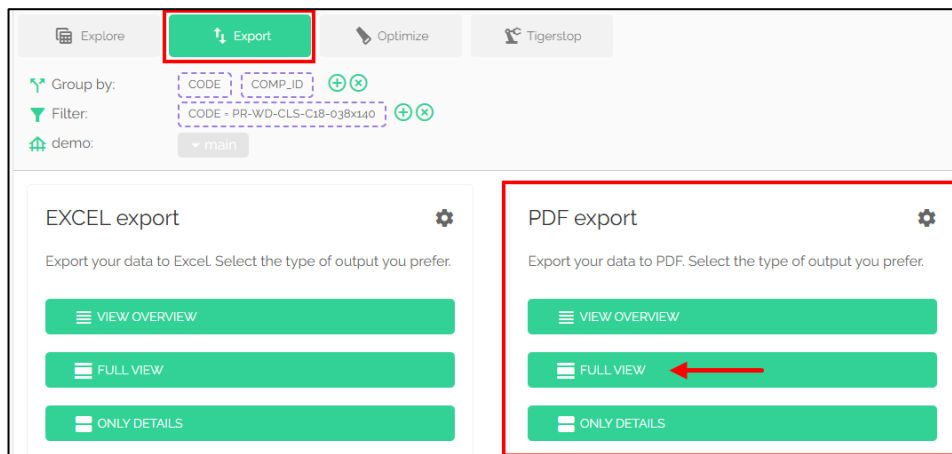 Explore
Export
Optimize
Tigerstop
Group by:
CODE
COMP_ID
Filter:
CODE = PR-WD-CLS-C18-038x140
demo:
main
EXCEL export
Export your data to Excel. Select the type of output you prefer.
VIEW OVERVIEW
FULL VIEW
ONLY DETAILS
PDF export
Export your data to PDF. Select the type of output you prefer.
VIEW OVERVIEW
FULL VIEW
ONLY DETAILS